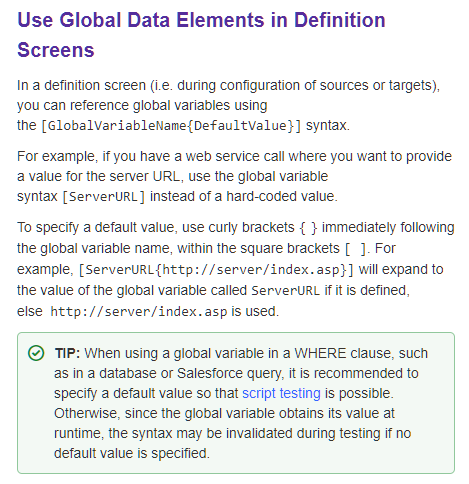 Use Global Data Elements in Definition
Screens
In a definition screen (i.e. during configuration of sources or targets),
you can reference global variables using
the [GlobalVariableName{DefaultValue}] syntax.
For example, if you have a web service call where you want to provide
a value for the server URL, use the global variable
syntax [ServerURL] instead of a hard-coded value.
To specify a default value, use curly brackets { } immediately following
the global variable name, within the square brackets [ ]. For
example, [ServerURL{http://server/index.asp}] will expand to
the value of the global variable called ServerURL if it is defined,
else http://server/index.asp is used.
TIP: When using a global variable in a WHERE clause, such
as in a database or Salesforce query, it is recommended to
specify a default value so that script testing is possible.
Otherwise, since the global variable obtains its value at
runtime, the syntax may be invalidated during testing if no
default value is specified.